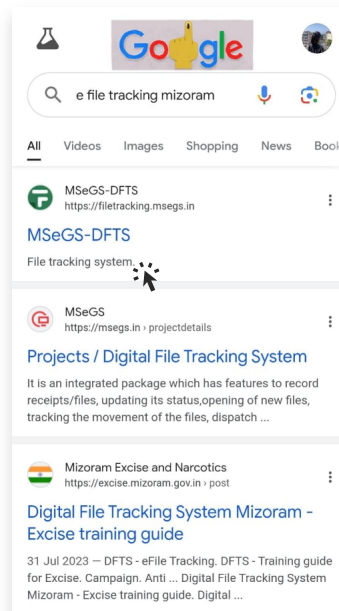 Google
e file tracking mizoram
All Videos Images Shopping News
MSeGS-DFTS
https://filetracking.msegs.in
MSeGS-DFTS
File tracking system.
MSeGS
https://msegs.in › projectdetails
Projects / Digital File Tracking System
It is an integrated package which has features to record
receipts/files, updating its status,opening of new files,
tracking the movement of the files, dispatch ...
Mizoram Excise and Narcotics
https://excise.mizoram.gov.in › post
Digital File Tracking System Mizoram -
Excise training guide
31 Jul 2023 — DFTS - eFile Tracking. DFTS - Training guide
for Excise. Campaign. Anti ... Digital File Tracking System
Mizoram - Excise training guide. Digital ...